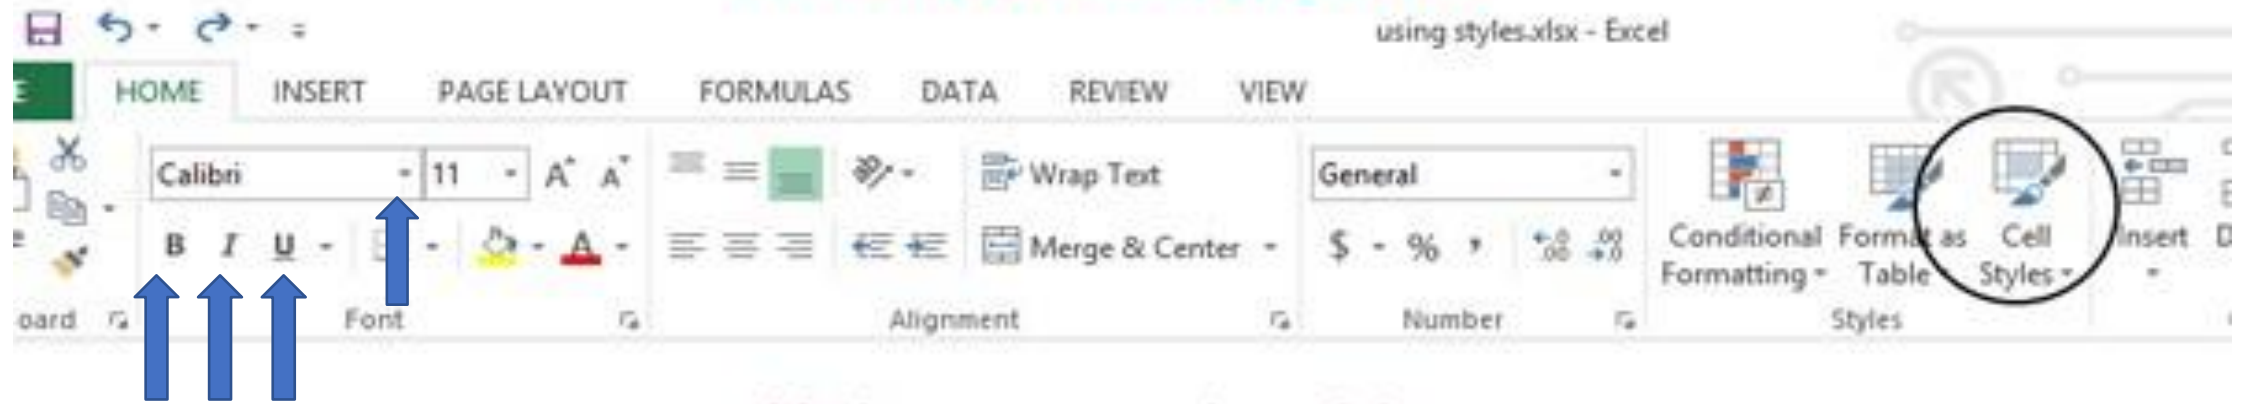 using styles.xlsx - Excel
HOME INSERT PAGE LAYOUT FORMULAS DATA REVIEW VIEW
Calibri 11 A A Wrap Text General
B I U A Merge & Center $ % , Conditional Format as Cell Insert
Formatting Table Styles
oard Font Alignment Number Styles